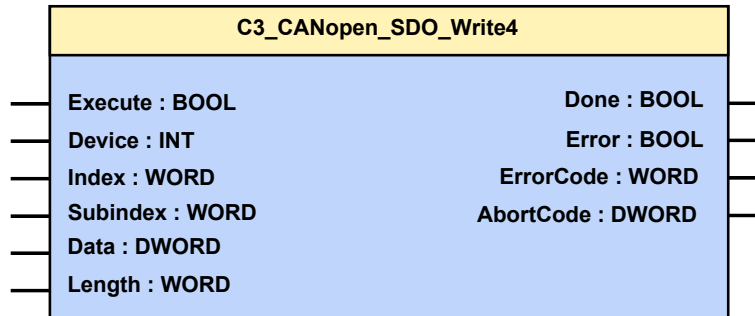 C3_CANopen_SDO_Write4
Execute : BOOL
Device : INT
Index : WORD
Subindex : WORD
Data : DWORD
Length : WORD
Done : BOOL
Error : BOOL
ErrorCode : WORD
AbortCode : DWORD